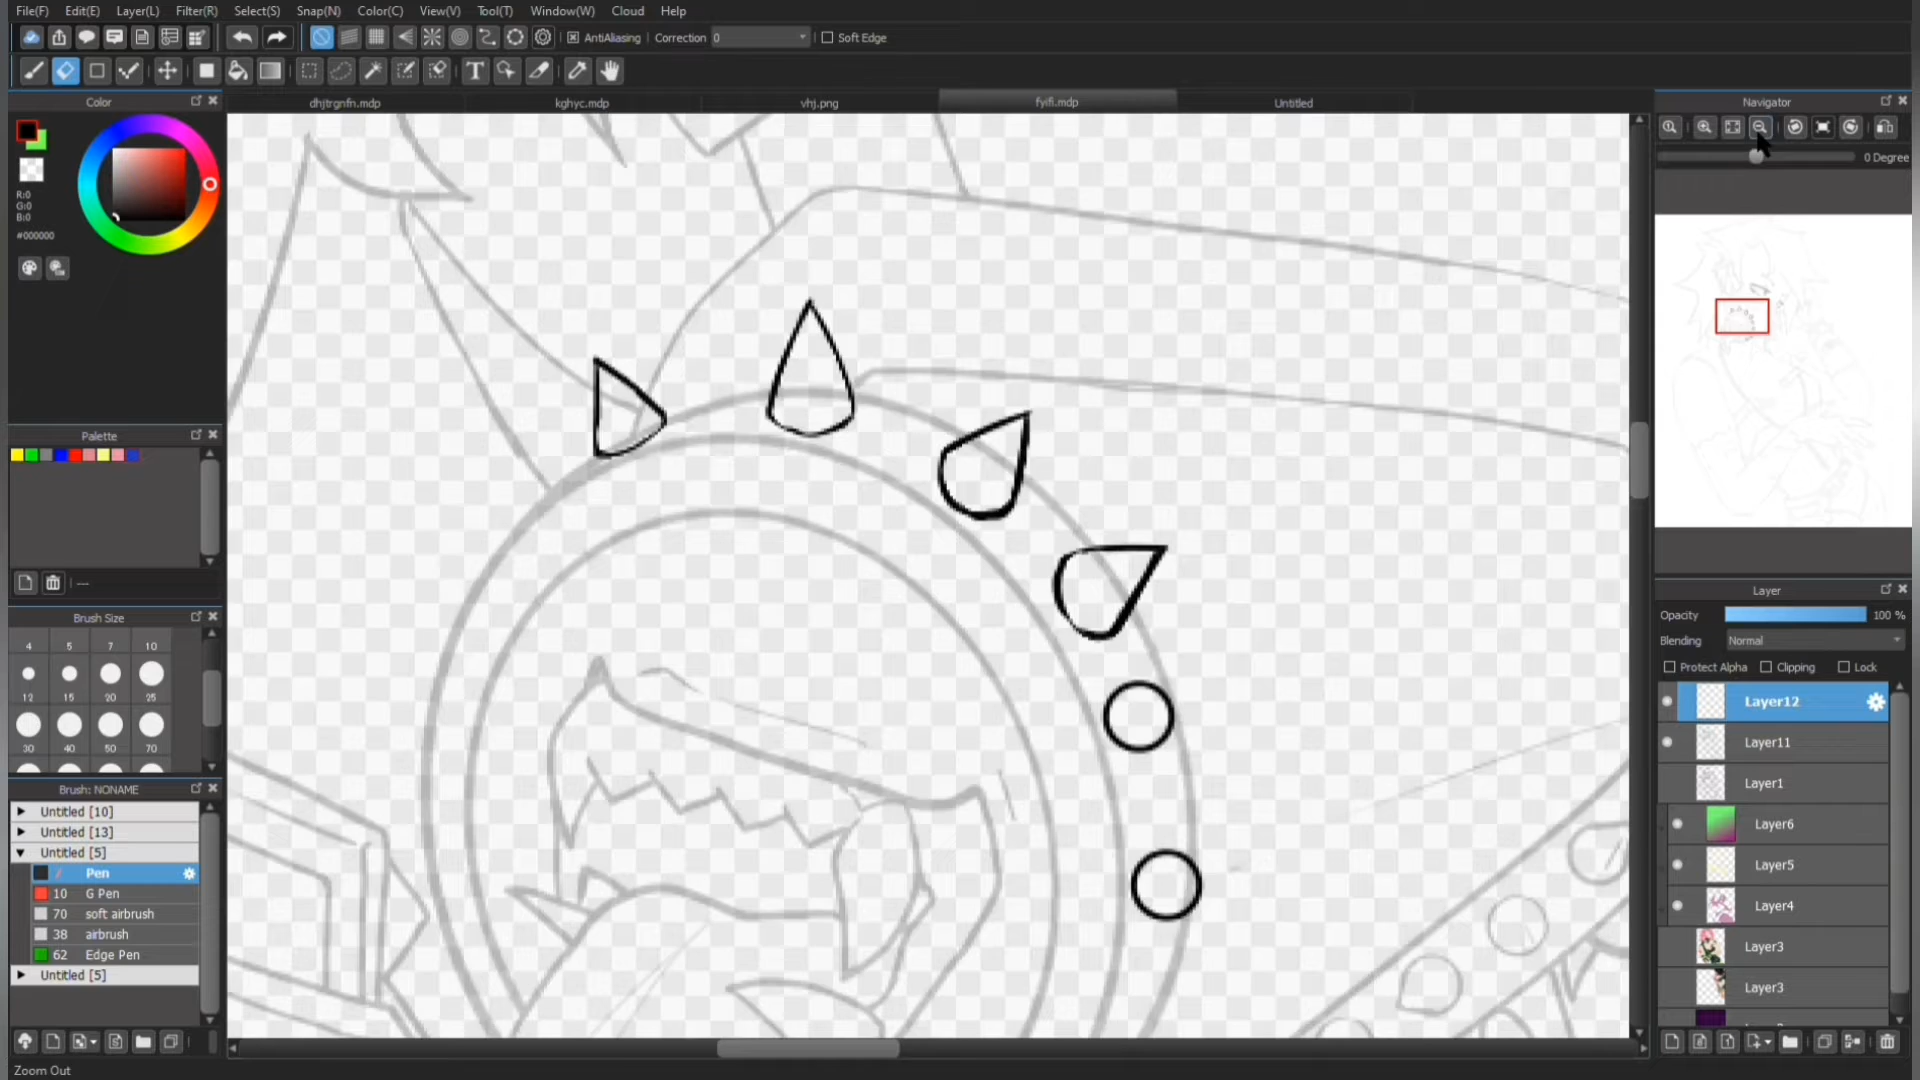 File(F) Edit(E) Layer(L) Filter(R) Select(S) Snap(N) Color(C) View(V) Tool(T) Window(W) Cloud Help
AntiAliasing Correction 0 Soft Edge
Color
dhjtrgnfn.mdp kghyc.mdp vhj.png fyifl.mdp Untitled
Navigator
0 Degree
R:0
G:0
B:0
#000000
Palette
---
Brush Size
4 5 7 10
12 15 20 25
30 40 50 70
Brush: NONAME
Untitled [10]
Untitled [13]
Untitled [5]
Pen
10 G Pen
70 soft airbrush
38 airbrush
62 Edge Pen
Untitled [5]
Layer
Opacity 100 %
Blending Normal
Protect Alpha Clipping Lock
Layer12
Layer11
Layer1
Layer6
Layer5
Layer4
Layer3
Layer3
Zoom Out